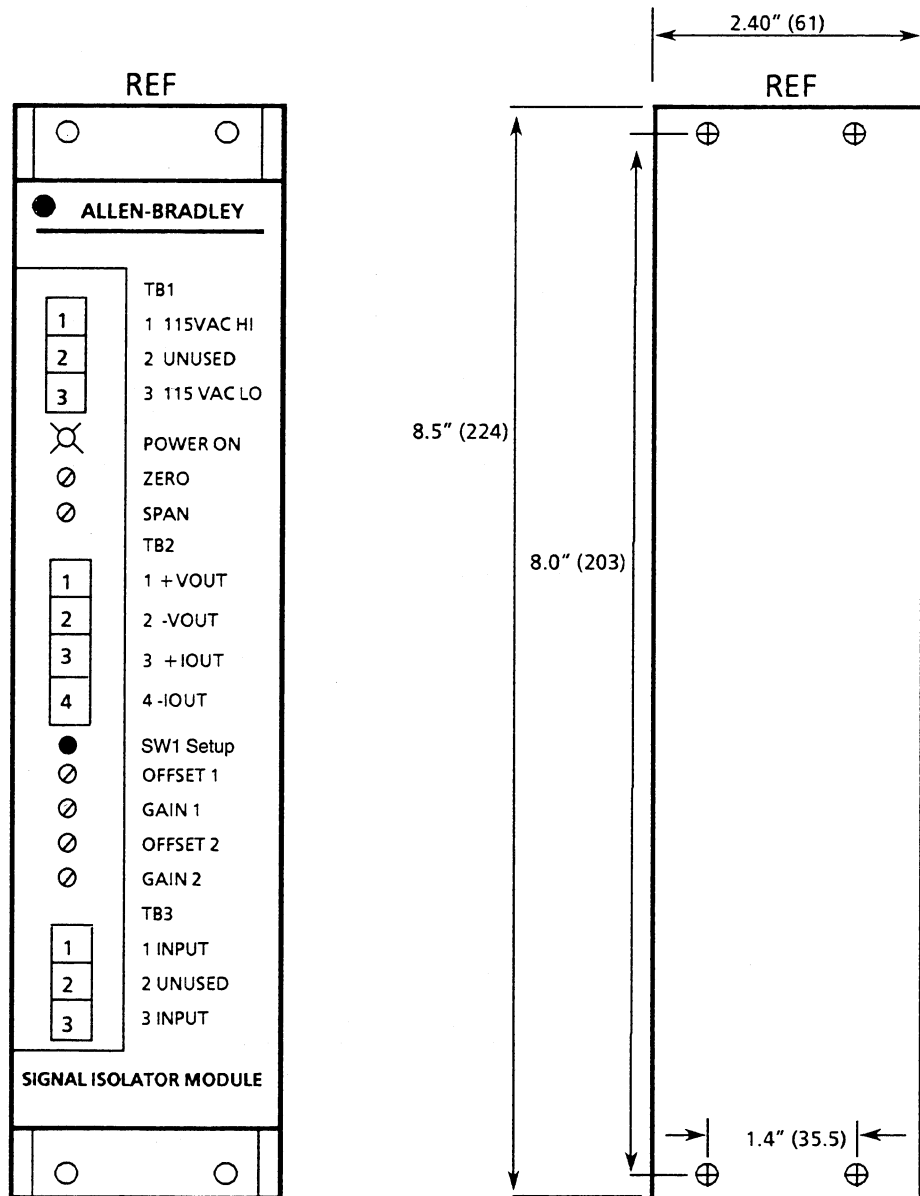 REF
ALLEN-BRADLEY
TB1
1
1 115VAC HI
2
2 UNUSED
3
3 115 VAC LO
POWER ON
ZERO
SPAN
TB2
1
1 +VOUT
2
2 -VOUT
3
3 +IOUT
4
4 -IOUT
SW1 Setup
OFFSET 1
GAIN 1
OFFSET 2
GAIN 2
TB3
1
1 INPUT
2
2 UNUSED
3
3 INPUT
SIGNAL ISOLATOR MODULE
2.40" (61)
REF
8.5" (224)
8.0" (203)
1.4" (35.5)